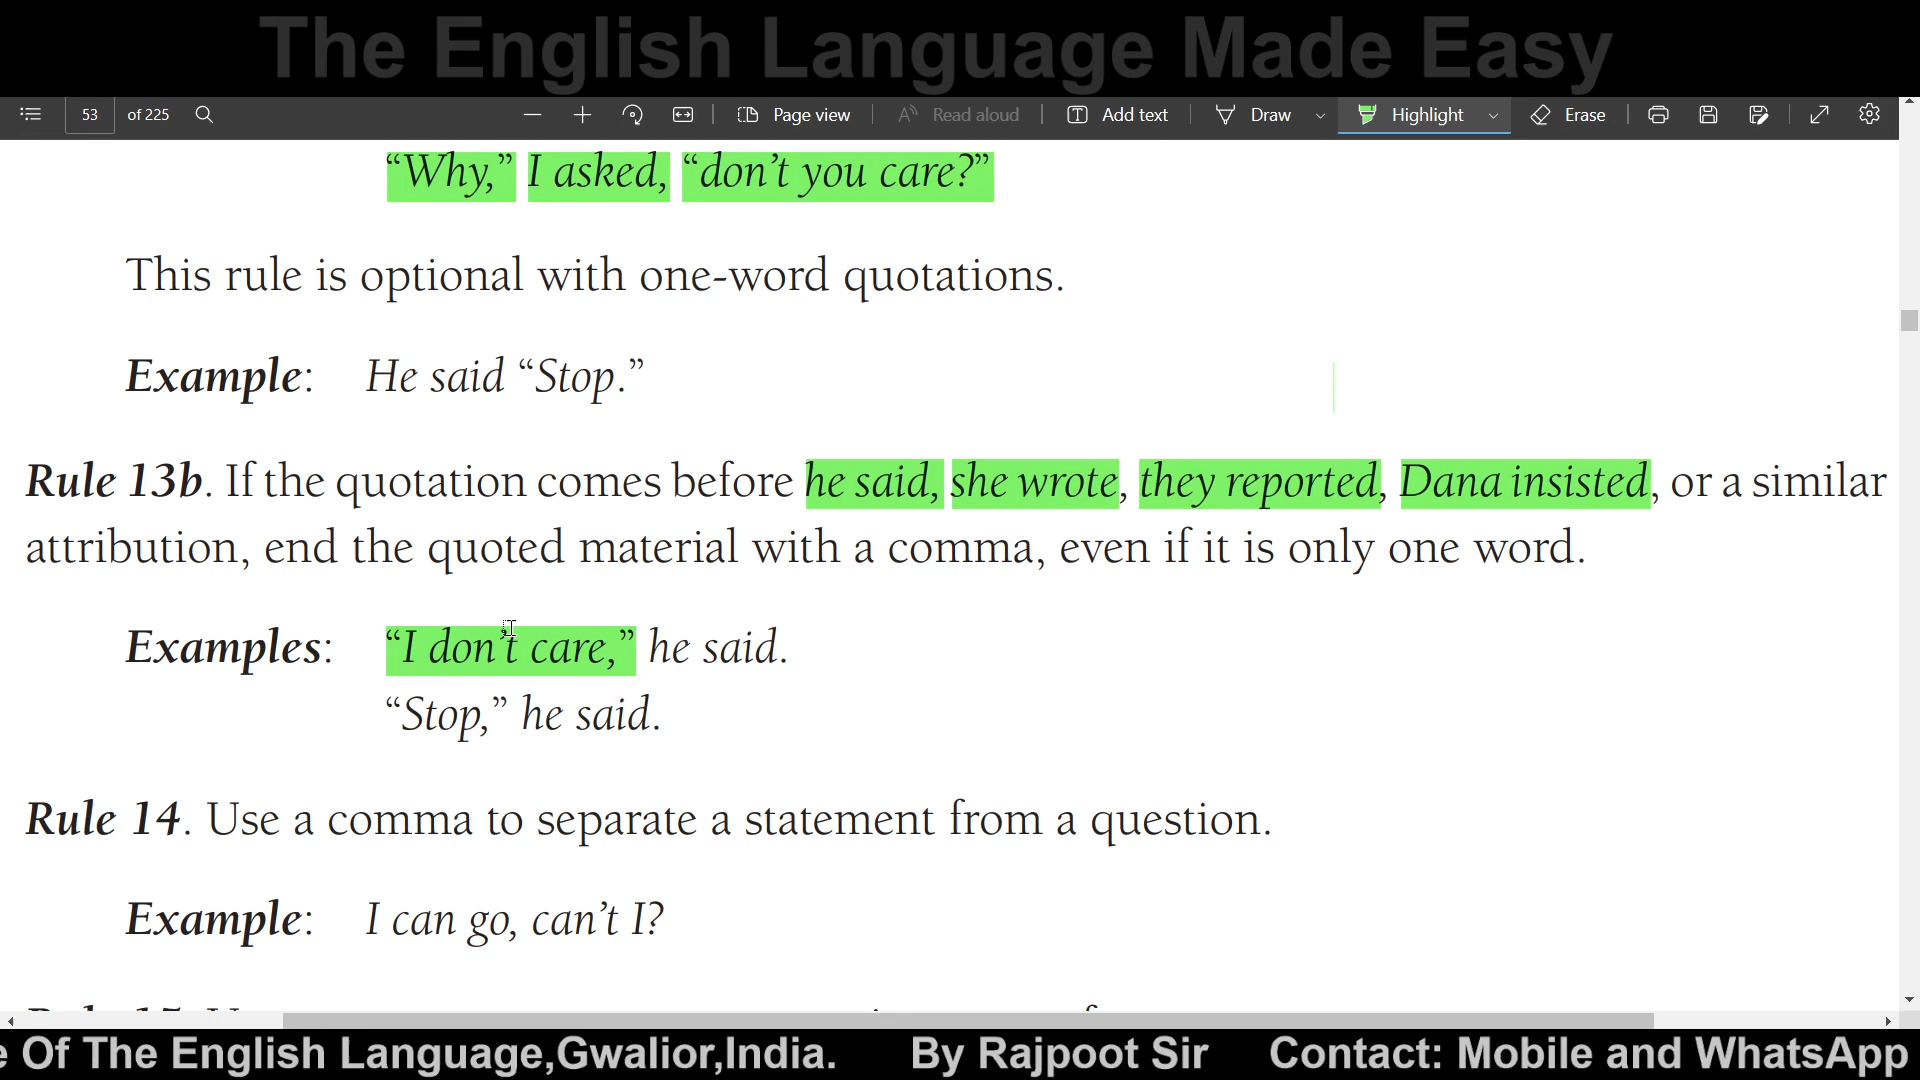 The English Language Made Easy
53 of 225 Page view Read aloud Add text Draw Highlight Erase
“Why,” I asked, “don’t you care?”
This rule is optional with one-word quotations.
Example: He said “Stop.”
Rule 13b. If the quotation comes before he said, she wrote, they reported, Dana insisted, or a similar
attribution, end the quoted material with a comma, even if it is only one word.
Examples: “I don’t care,” he said.
“Stop,” he said.
Rule 14. Use a comma to separate a statement from a question.
Example: I can go, can’t I?
Of The English Language,Gwalior,India. By Rajpoot Sir Contact: Mobile and WhatsApp